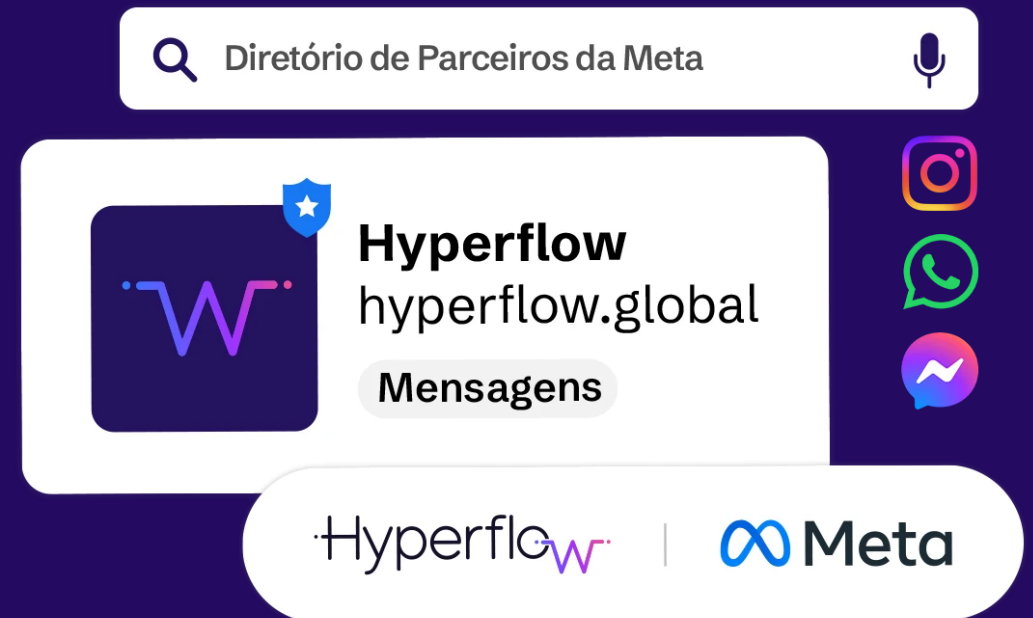 Diretório de Parceiros da Meta
Hyperflow
hyperflow.global
Mensagens
Hyperflow
Meta